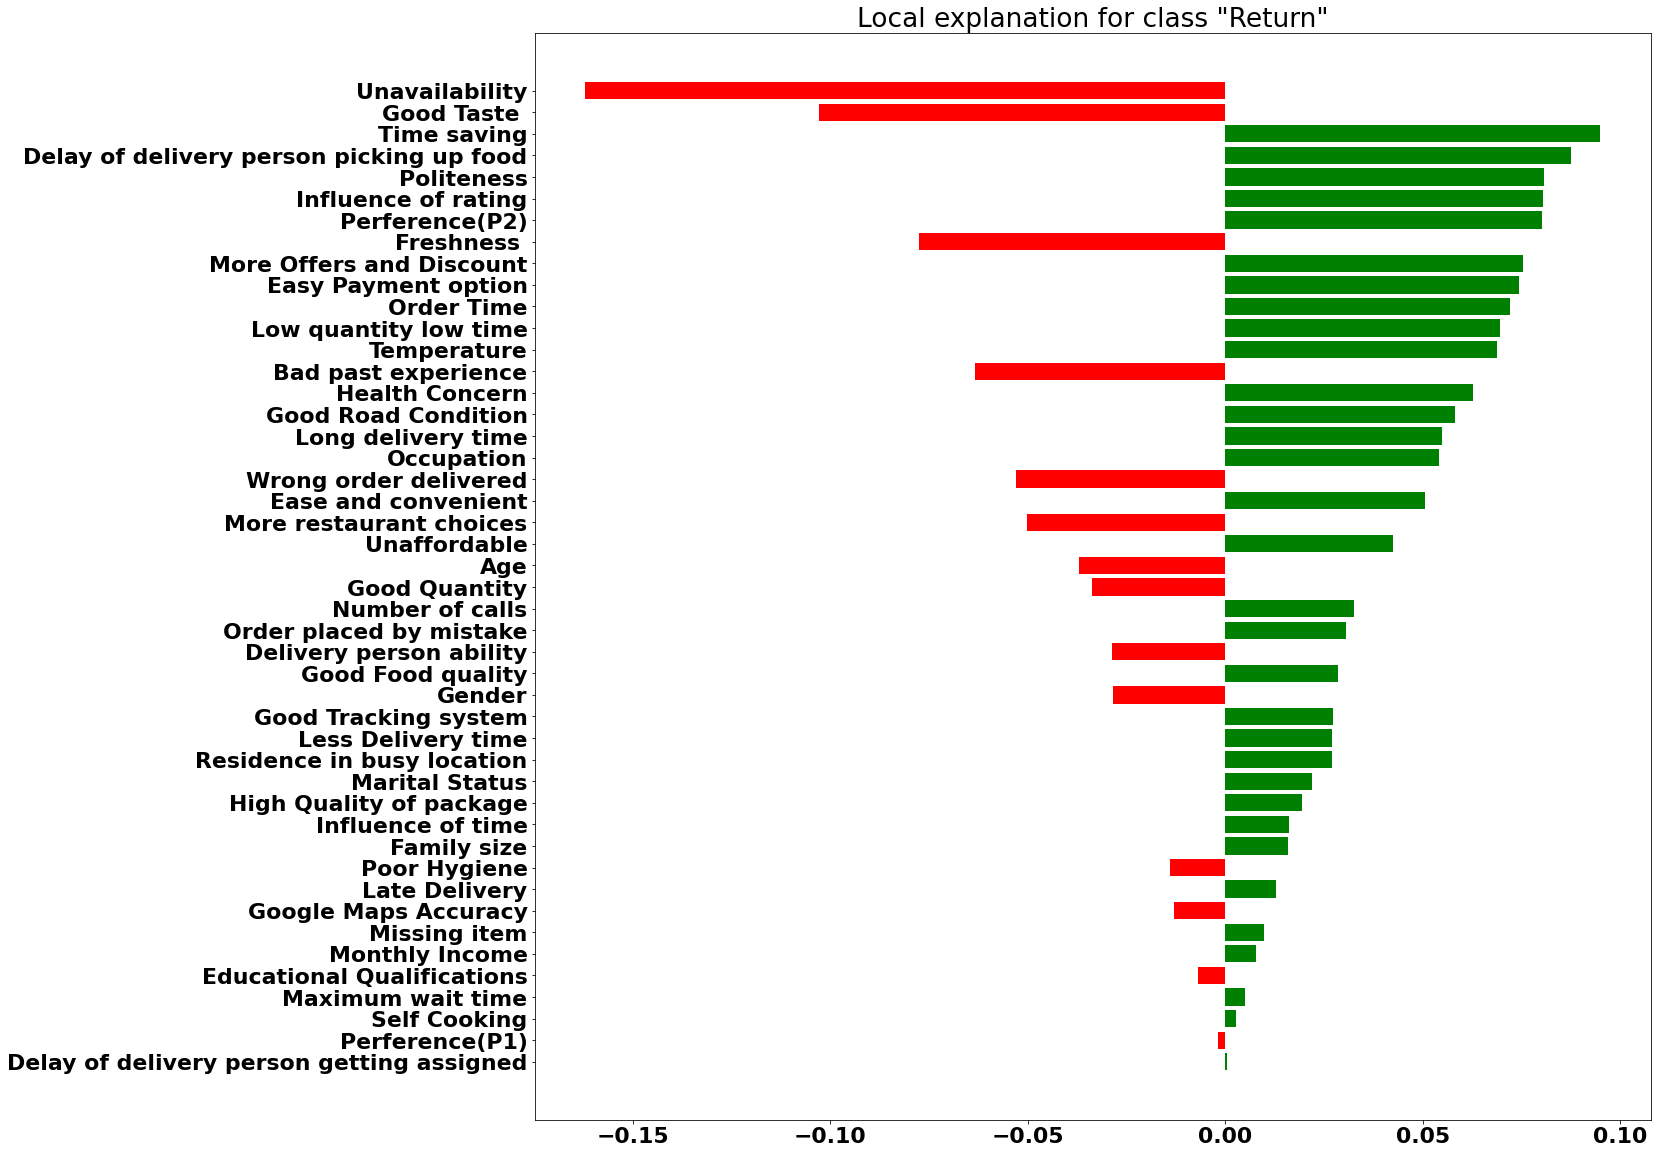 Local explanation for class "Return"
Unavailability
Good Taste
Time saving
Delay of delivery person picking up food
Politeness
Influence of rating
Perference(P2)
Freshness
More Offers and Discount
Easy Payment option
Order Time
Low quantity low time
Temperature
Bad past experience
Health Concern
Good Road Condition
Long delivery time
Occupation
Wrong order delivered
Ease and convenient
More restaurant choices
Unaffordable
Age
Good Quantity
Number of calls
Order placed by mistake
Delivery person ability
Good Food quality
Gender
Good Tracking system
Less Delivery time
Residence in busy location
Marital Status
High Quality of package
Influence of time
Family size
Poor Hygiene
Late Delivery
Google Maps Accuracy
Missing item
Monthly Income
Educational Qualifications
Maximum wait time
Self Cooking
Perference(P1)
Delay of delivery person getting assigned
−0.15 −0.10 −0.05 0.00 0.05 0.10